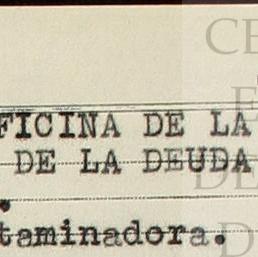 FICINA DE LA
DE LA DEUDA
.
taminadora.